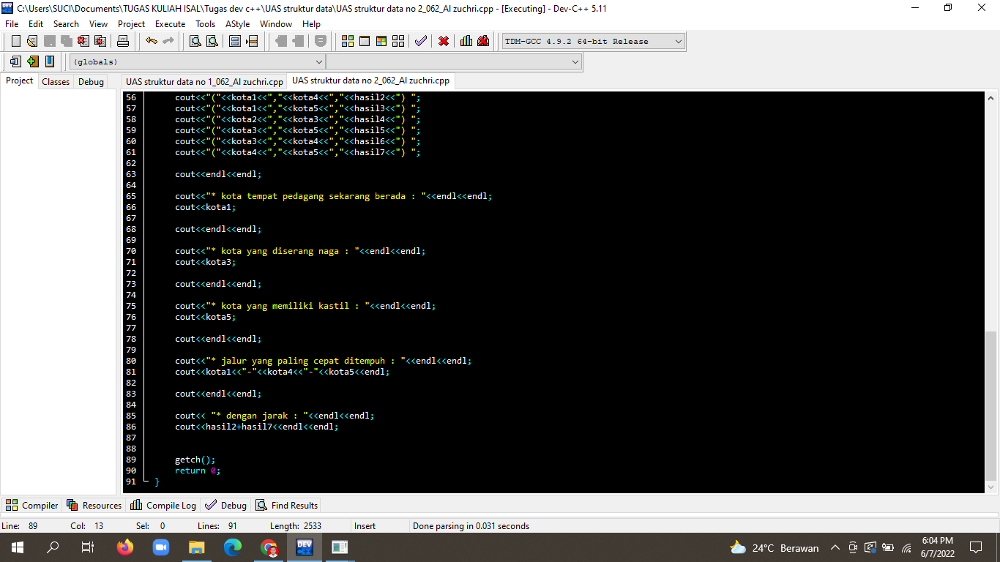 C:\Users\SUCI\Documents\TUGAS KULIAH ISAL\Tugas dev c++\UAS struktur data\UAS struktur data no 2_062_Al zuchri.cpp - [Executing] - Dev-C++ 5.11
File Edit Search View Project Execute Tools AStyle Window Help
TDM-GCC 4.9.2 64-bit Release
(globals)
Project Classes Debug UAS struktur data no 1_062_Al zuchri.cpp UAS struktur data no 2_062_Al zuchri.cpp
56 cout<<"("<<kota1<<","<<kota4<<","<<hasil2<<") ";
57 cout<<"("<<kota1<<","<<kota5<<","<<hasil3<<") ";
58 cout<<"("<<kota2<<","<<kota3<<","<<hasil4<<") ";
59 cout<<"("<<kota3<<","<<kota5<<","<<hasil5<<") ";
60 cout<<"("<<kota3<<","<<kota4<<","<<hasil6<<") ";
61 cout<<"("<<kota4<<","<<kota5<<","<<hasil7<<") ";
62
63 cout<<endl<<endl;
64
65 cout<<"* kota tempat pedagang sekarang berada : "<<endl<<endl;
66 cout<<kota1;
67
68 cout<<endl<<endl;
69
70 cout<<"* kota yang diserang naga : "<<endl<<endl;
71 cout<<kota3;
72
73 cout<<endl<<endl;
74
75 cout<<"* kota yang memiliki kastil : "<<endl<<endl;
76 cout<<kota5;
77
78 cout<<endl<<endl;
79
80 cout<<"* jalur yang paling cepat ditempuh : "<<endl<<endl;
81 cout<<kota1<<"-"<<kota4<<"-"<<kota5<<endl;
82
83 cout<<endl<<endl;
84
85 cout<< "* dengan jarak : "<<endl<<endl;
86 cout<<hasil2+hasil7<<endl<<endl;
87
88
89 getch();
90 return 0;
91 }
Compiler Resources Compile Log Debug Find Results
Line: 89 Col: 13 Sel: 0 Lines: 91 Length: 2533 Insert Done parsing in 0.031 seconds
DEV
24°C Berawan
6:04 PM
6/7/2022